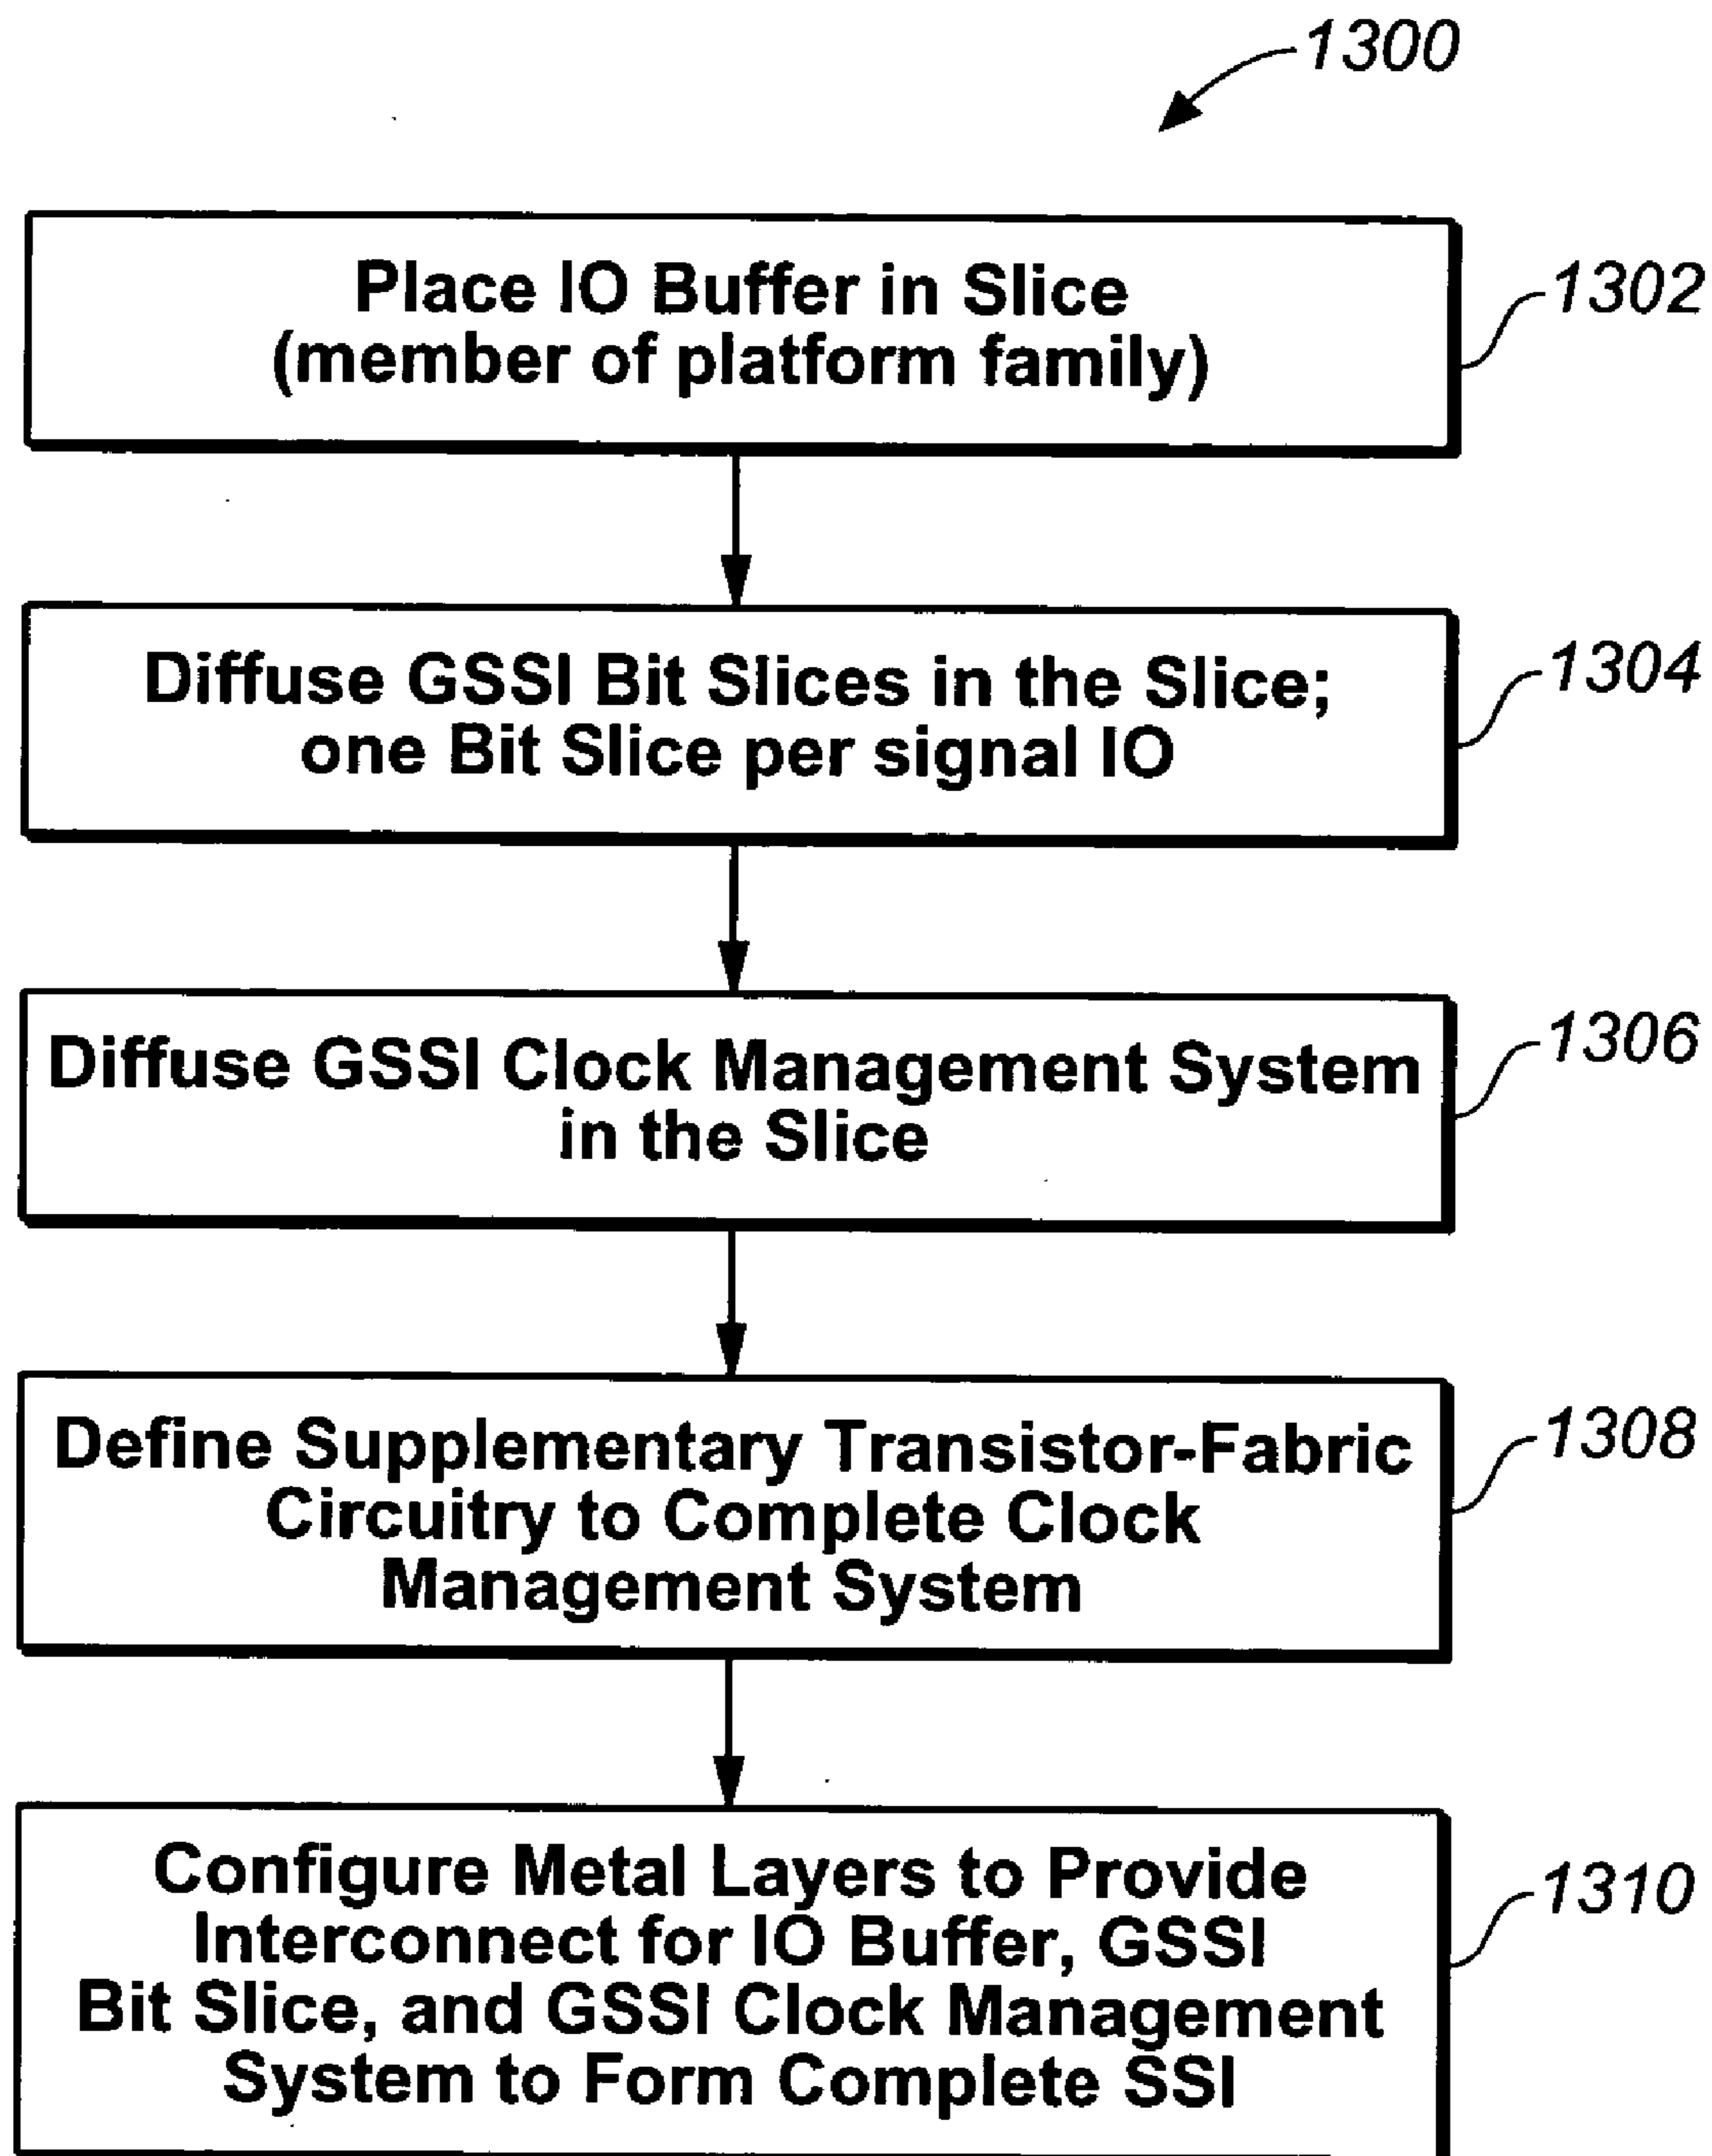 1300
Place IO Buffer in Slice
(member of platform family)
1302
Diffuse GSSI Bit Slices in the Slice;
one Bit Slice per signal IO
1304
Diffuse GSSI Clock Management System
in the Slice
1306
Define Supplementary Transistor-Fabric
Circuitry to Complete Clock
Management System
1308
Configure Metal Layers to Provide
Interconnect for IO Buffer, GSSI
Bit Slice, and GSSI Clock Management
System to Form Complete SSI
1310